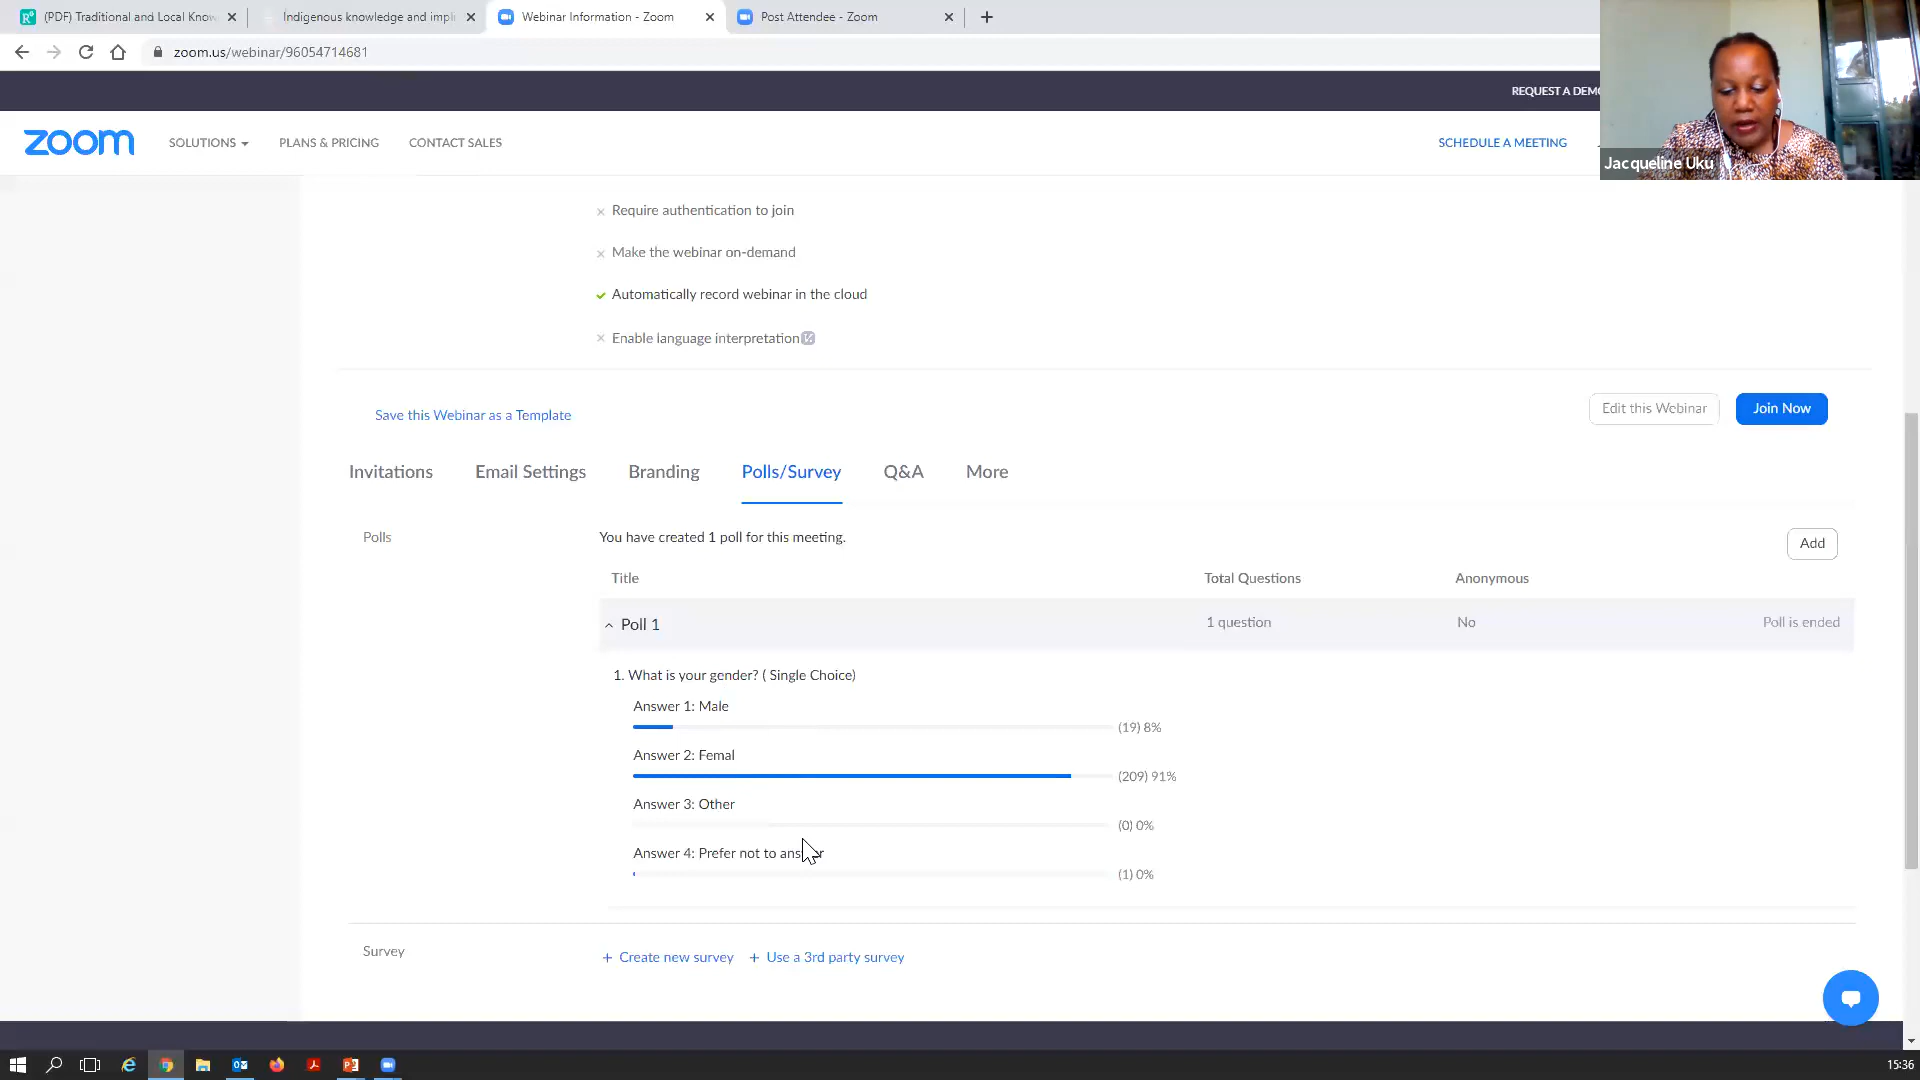 (PDF) Traditional and Local Know
Indigenous knowledge and impli
Webinar Information - Zoom
Post Attendee - Zoom
zoom.us/webinar/96054714681
REQUEST A DEMO
zoom
SOLUTIONS
PLANS & PRICING
CONTACT SALES
SCHEDULE A MEETING
Jacqueline Uku
Require authentication to join
Make the webinar on-demand
Automatically record webinar in the cloud
Enable language interpretation
Save this Webinar as a Template
Edit this Webinar
Join Now
Invitations
Email Settings
Branding
Polls/Survey
Q&A
More
Polls
You have created 1 poll for this meeting.
Add
Title
Total Questions
Anonymous
Poll 1
1 question
No
Poll is ended
1. What is your gender? ( Single Choice)
Answer 1: Male
(19) 8%
Answer 2: Femal
(209) 91%
Answer 3: Other
(0) 0%
Answer 4: Prefer not to answer
(1) 0%
Survey
+ Create new survey
+ Use a 3rd party survey
15:36